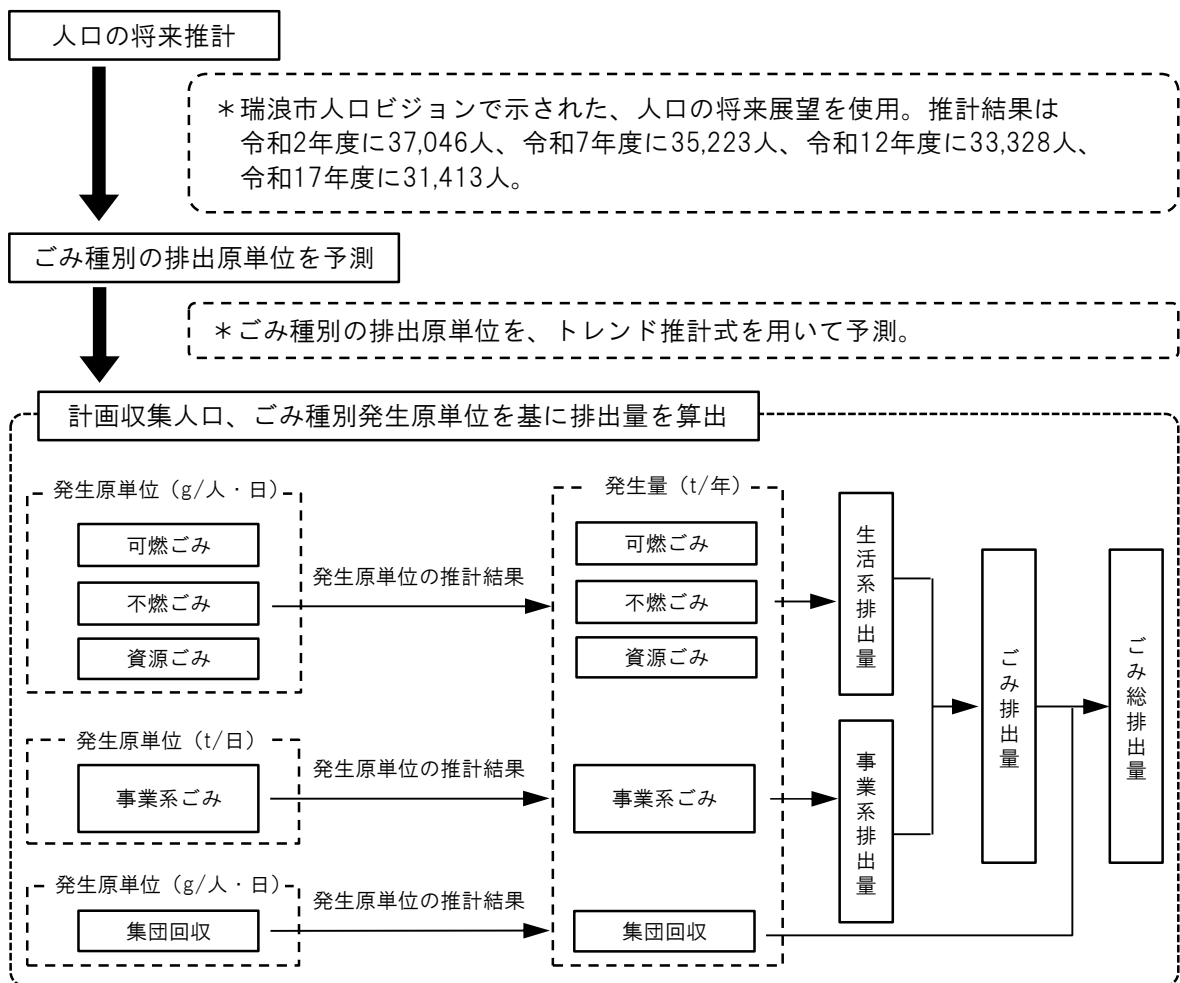 人口の将来推計
＊瑞浪市人口ビジョンで示された、人口の将来展望を使用。推計結果は
令和2年度に37,046人、令和7年度に35,223人、令和12年度に33,328人、
令和17年度に31,413人。
ごみ種別の排出原単位を予測
＊ごみ種別の排出原単位を、トレンド推計式を用いて予測。
計画収集人口、ごみ種別発生原単位を基に排出量を算出
発生原単位（g/人・日）
可燃ごみ
不燃ごみ
資源ごみ
発生原単位の推計結果
発生量（t/年）
可燃ごみ
不燃ごみ
資源ごみ
生活系排出量
発生原単位（t/日）
事業系ごみ
発生原単位の推計結果
事業系ごみ
事業系排出量
ごみ排出量
ごみ総排出量
発生原単位（g/人・日）
集団回収
発生原単位の推計結果
集団回収